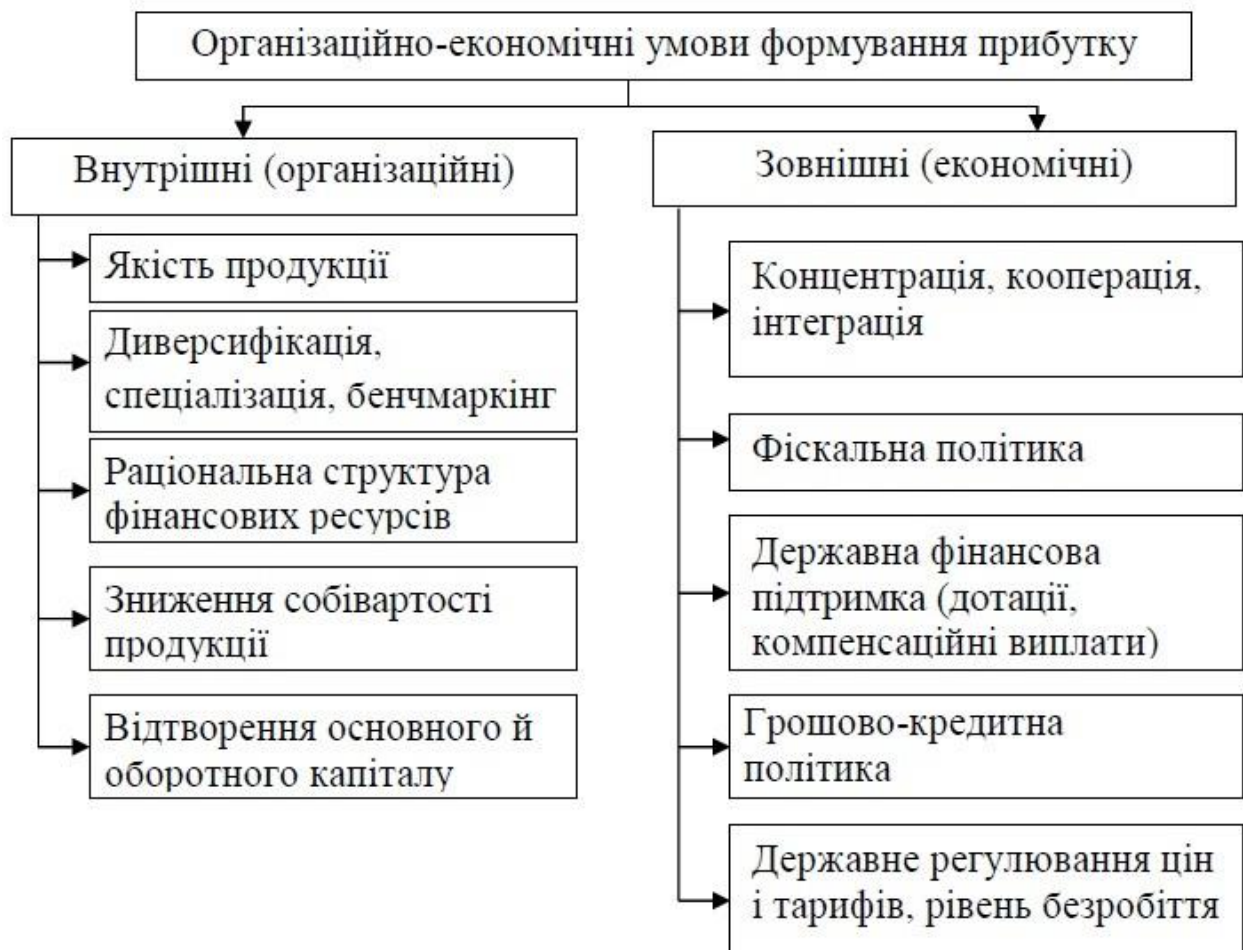 Організаційно-економічні умови формування прибутку
Внутрішні (організаційні)
Якість продукції
Диверсифікація,
спеціалізація, бенчмаркінг
Раціональна структура
фінансових ресурсів
Зниження собівартості
продукції
Відтворення основного й
оборотного капіталу
Зовнішні (економічні)
Концентрація, кооперація,
інтеграція
Фіскальна політика
Державна фінансова
підтримка (дотації,
компенсаційні виплати)
Грошово-кредитна
політика
Державне регулювання цін
і тарифів, рівень безробіття